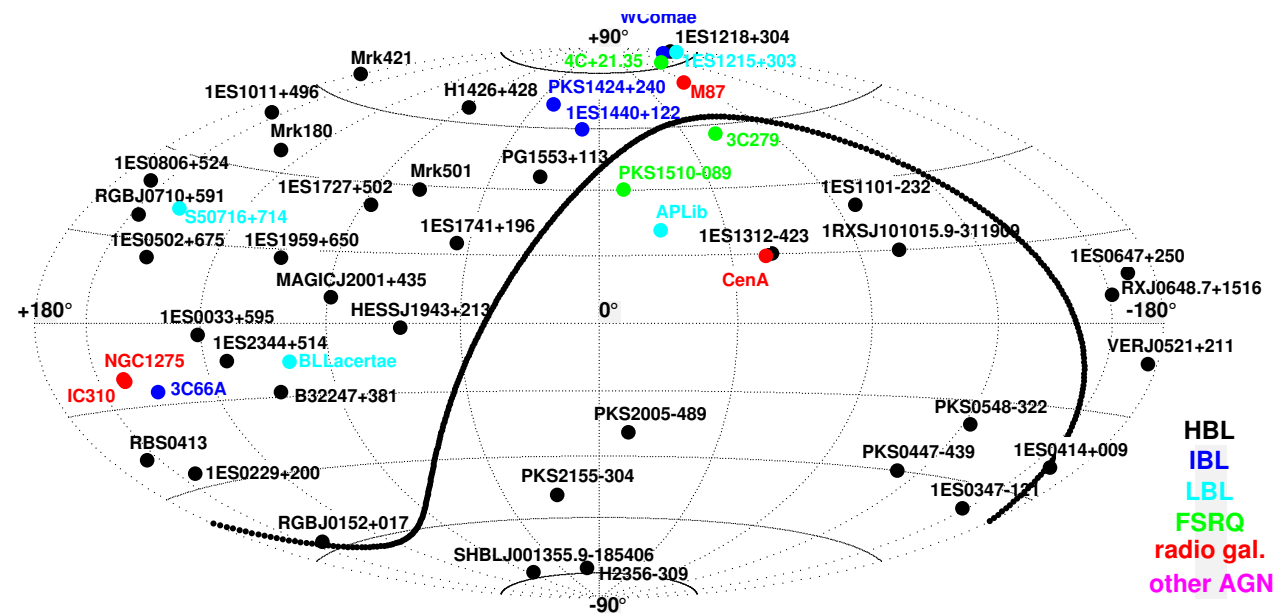 WComae
+90°
1ES1218+304
Mrk421
4C+21.35
1ES1215+303
1ES1011+496
H1426+428
PKS1424+240
M87
1ES1440+122
Mrk180
3C279
1ES0806+524
PG1553+113
RGBJ0710+591
1ES1727+502
Mrk501
PKS1510-089
1ES1101-232
S50716+714
APLib
1ES0502+675
1ES1959+650
1ES1741+196
1ES1312-423
1RXSJ101015.9-311909
1ES0647+250
MAGICJ2001+435
CenA
RXJ0648.7+1516
+180°
1ES0033+595
HESSJ1943+213
0°
-180°
1ES2344+514
VERJ0521+211
NGC1275
BLLacertae
IC310
3C66A
B32247+381
PKS2005-489
PKS0548-322
RBS0413
1ES0229+200
PKS0447-439
1ES0414+009
PKS2155-304
1ES0347-121
RGBJ0152+017
SHBLJ001355.9-185406
H2356-309
-90°
HBL
IBL
LBL
FSRQ
radio gal.
other AGN